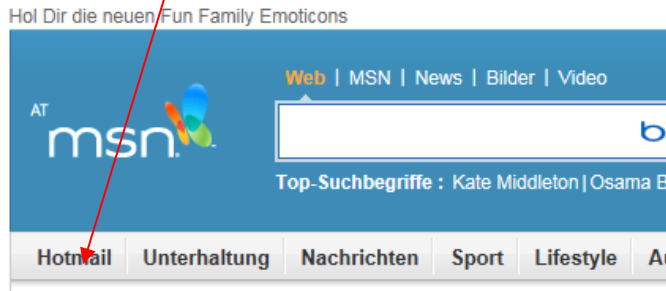 Hol Dir die neuen Fun Family Emoticons
Web | MSN | News | Bilder | Video
AT
msn
Top-Suchbegriffe : Kate Middleton | Osama
Hotmail Unterhaltung Nachrichten Sport Lifestyle